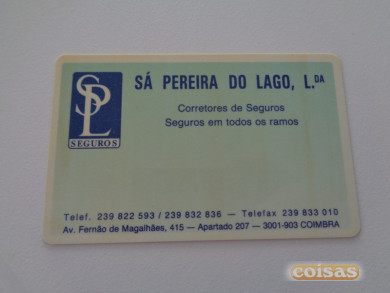 SPL
SEGUROS
SÁ PEREIRA DO LAGO, L.DA
Corretores de Seguros
Seguros em todos os ramos
Telef. 239 822 593 / 239 832 836 — Telefax 239 833 010
Av. Fernão de Magalhães, 415 — Apartado 207 — 3001-903 COIMBRA
coisas